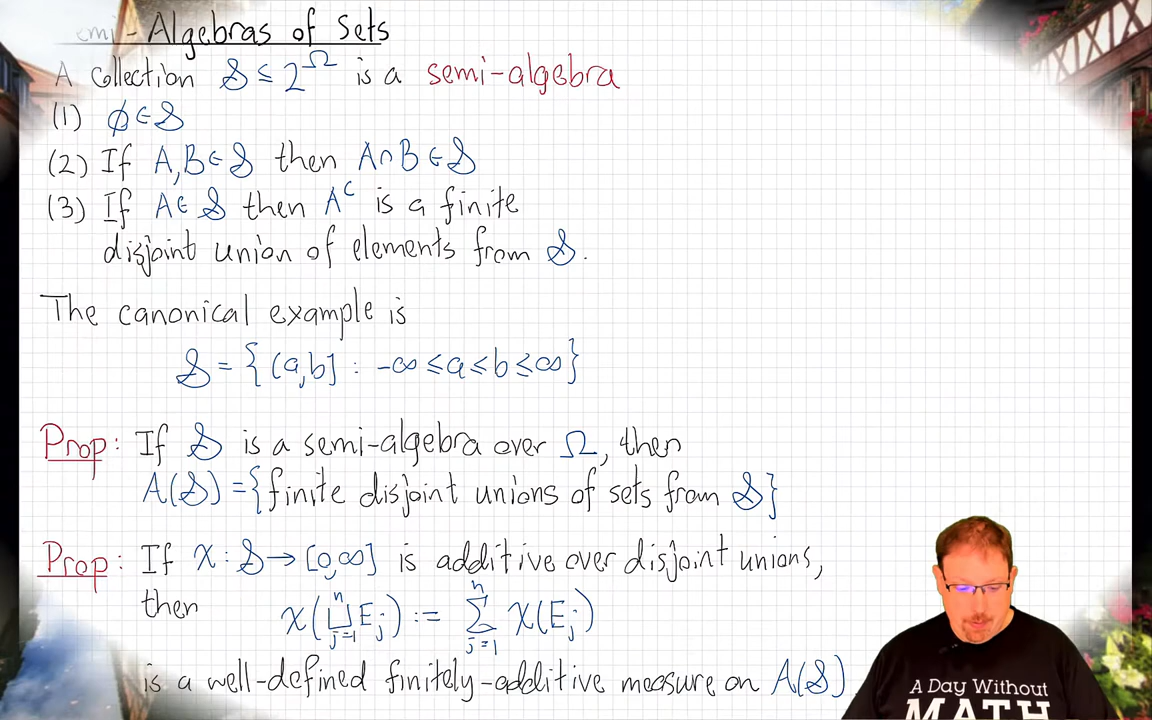 emi-Algebras of Sets
A collection 𝒮 ⊆ 2^Ω is a semi-algebra
(1) ∅ ∈ 𝒮
(2) If A,B ∈ 𝒮 then A∩B ∈ 𝒮
(3) If A ∈ 𝒮 then A^c is a finite
disjoint union of elements from 𝒮.
The canonical example is
𝒮 = {(a,b] : -∞ ≤ a ≤ b ≤ ∞}
Prop: If 𝒮 is a semi-algebra over Ω, then
A(𝒮) = {finite disjoint unions of sets from 𝒮}
Prop: If χ : 𝒮 → [0,∞] is additive over disjoint unions,
then χ(⊔_{j=1}^n E_j) := Σ_{j=1}^n χ(E_j)
is a well-defined finitely-additive measure on A(𝒮)
A Day Without
MATH